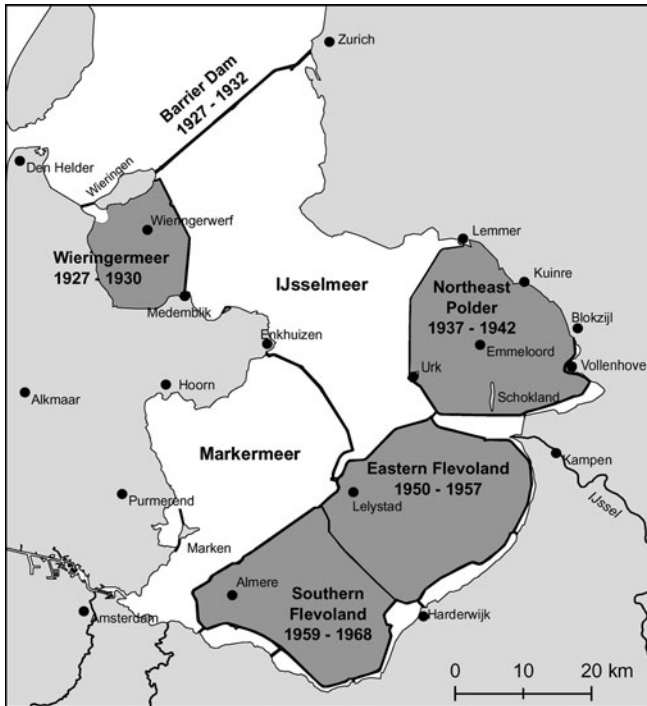 Zurich
Barrier Dam
1927 - 1932
Den Helder
Wieringen
Wieringerwerf
Wieringermeer
1927 - 1930
Medemblik
Lemmer
Kuinre
IJsselmeer
Northeast
Polder
1937 - 1942
Blokzijl
Enkhuizen
Emmeloord
Vollenhove
Urk
Hoorn
Schokland
Alkmaar
Markermeer
Eastern Flevoland
1950 - 1957
Kampen
IJssel
Lelystad
Purmerend
Marken
Almere
Southern
Flevoland
1959 - 1968
Amsterdam
Harderwijk
0 10 20 km